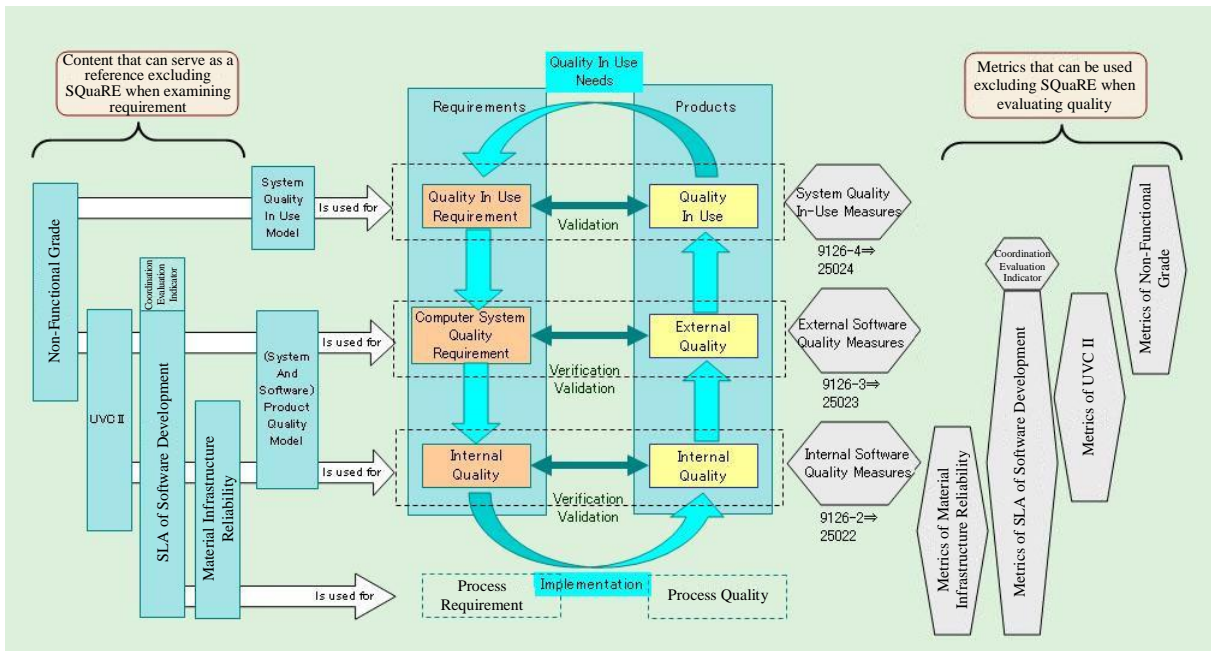 Content that can serve as a
reference excluding
SQuaRE when examining
requirement
Quality In Use
Needs
Metrics that can be used
excluding SQuaRE when
evaluating quality
Requirements
Products
Non-Functional Grade
System
Quality
In Use
Model
Is used for
Quality In Use
Requirement
Validation
Quality
In Use
System Quality
In-Use Measures
9126-4⇒
25024
Coordination
Evaluation
Indicator
SLA of Software Development
UVC Ⅱ
Material Infrastructure
Reliability
(System
And
Software)
Product
Quality
Model
Is used for
Computer System
Quality
Requirement
Verification
Validation
External
Quality
External Software
Quality Measures
9126-3⇒
25023
Is used for
Internal
Quality
Verification
Validation
Internal
Quality
Internal Software
Quality Measures
9126-2⇒
25022
Is used for
Process
Requirement
Implementation
Process Quality
Metrics of Material
Infrastructure Reliability
Coordination
Evaluation
Indicator
Metrics of SLA of Software Development
Metrics of UVC Ⅱ
Metrics of Non-Functional
Grade